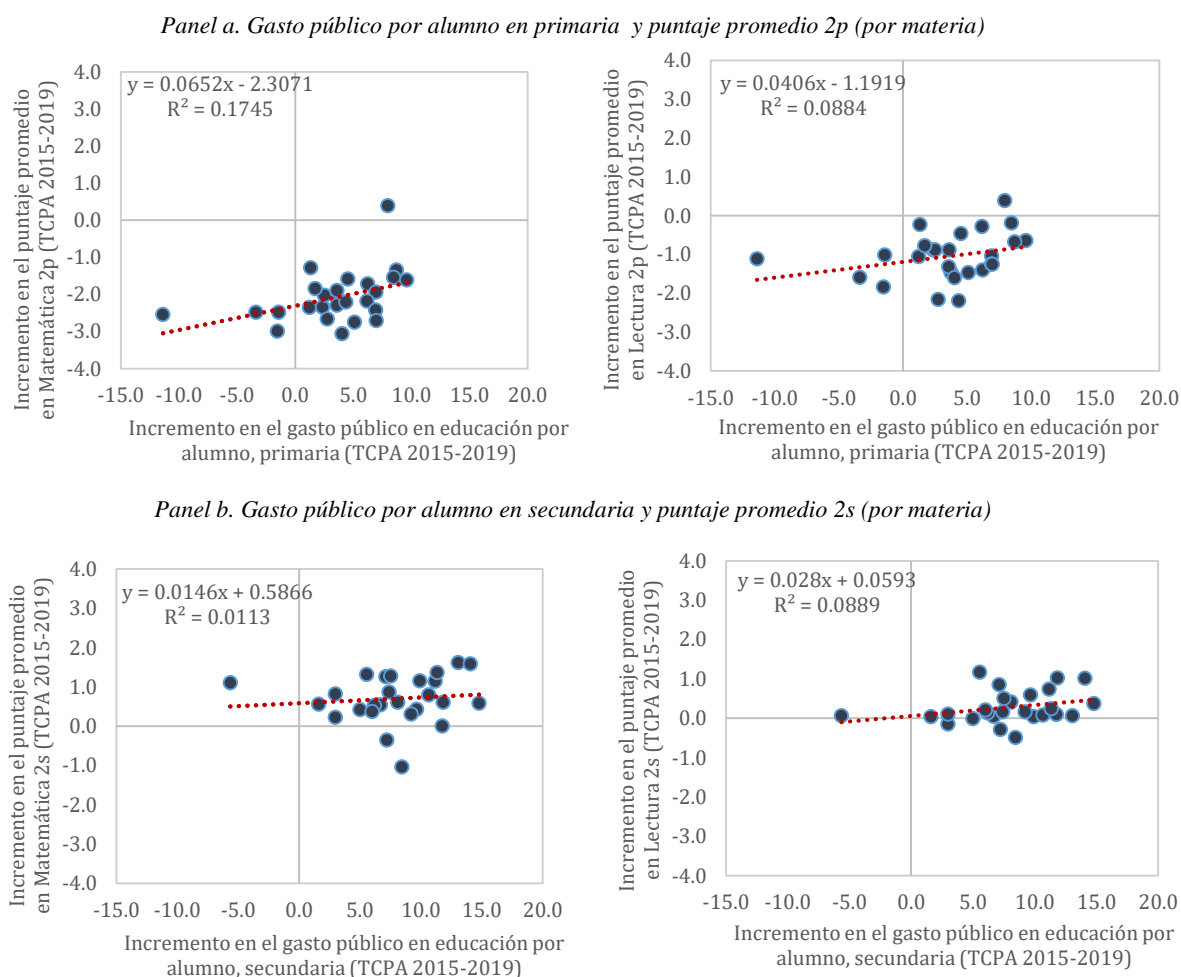 Panel a. Gasto público por alumno en primaria y puntaje promedio 2p (por materia)
Incremento en el puntaje promedio
en Matemática 2p (TCPA 2015-2019)
y = 0.0652x - 2.3071
R² = 0.1745
4.0
3.0
2.0
1.0
0.0
-1.0
-2.0
-3.0
-4.0
-15.0 -10.0 -5.0 0.0 5.0 10.0 15.0 20.0
Incremento en el gasto público en educación por
alumno, primaria (TCPA 2015-2019)
Incremento en el puntaje promedio
en Lectura 2p (TCPA 2015-2019)
y = 0.0406x - 1.1919
R² = 0.0884
4.0
3.0
2.0
1.0
0.0
-1.0
-2.0
-3.0
-4.0
-15.0 -10.0 -5.0 0.0 5.0 10.0 15.0 20.0
Incremento en el gasto público en educación por
alumno, primaria (TCPA 2015-2019)
Panel b. Gasto público por alumno en secundaria y puntaje promedio 2s (por materia)
Incremento en el puntaje promedio
en Matemática 2s (TCPA 2015-2019)
y = 0.0146x + 0.5866
R² = 0.0113
4.0
3.0
2.0
1.0
0.0
-1.0
-2.0
-3.0
-4.0
-15.0 -10.0 -5.0 0.0 5.0 10.0 15.0 20.0
Incremento en el gasto público en educación por
alumno, secundaria (TCPA 2015-2019)
Incremento en el puntaje promedio
en Lectura 2s (TCPA 2015-2019)
y = 0.028x + 0.0593
R² = 0.0889
4.0
3.0
2.0
1.0
0.0
-1.0
-2.0
-3.0
-4.0
-15.0 -10.0 -5.0 0.0 5.0 10.0 15.0 20.0
Incremento en el gasto público en educación por
alumno, secundaria (TCPA 2015-2019)